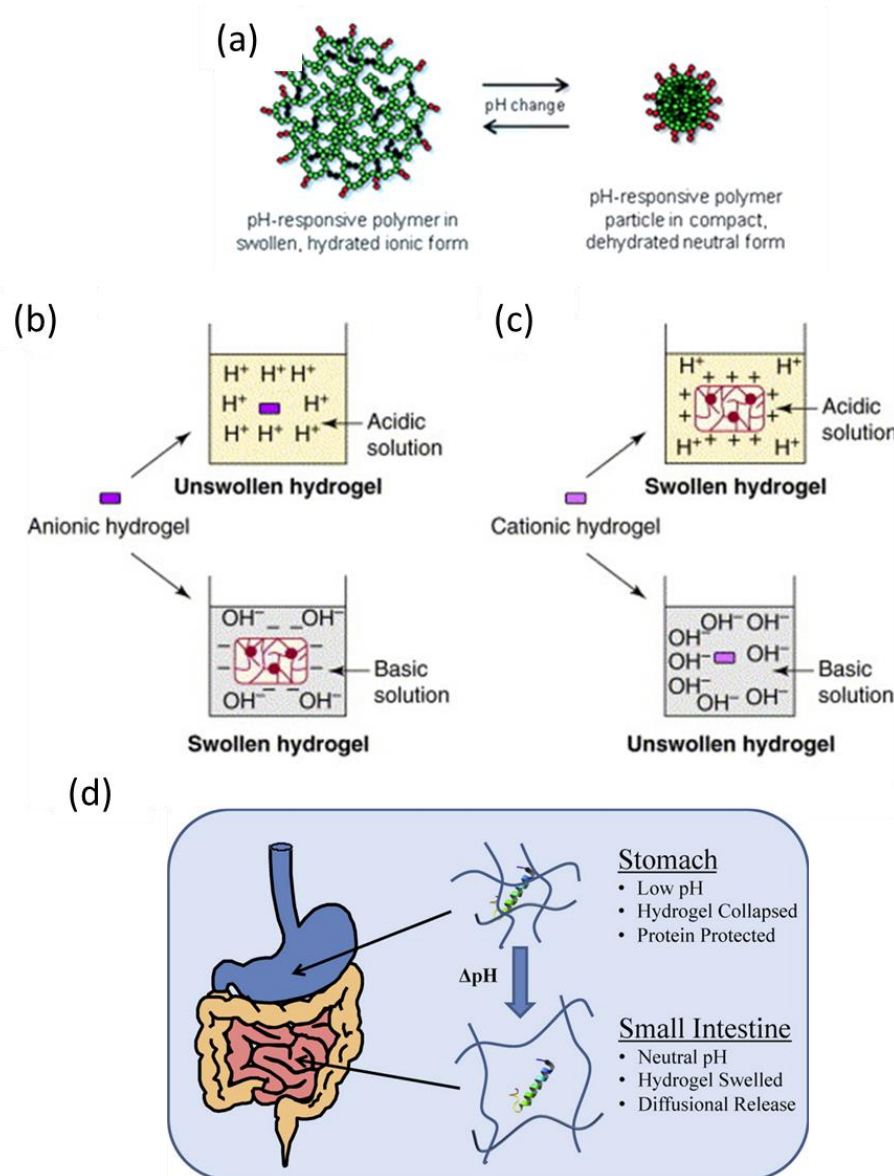 (a)
pH change
pH-responsive polymer in
swollen, hydrated ionic form
pH-responsive polymer
particle in compact,
dehydrated neutral form
(b)
H⁺ H⁺ H⁺
H⁺ H⁺
H⁺ H⁺ H⁺
Acidic
solution
Unswollen hydrogel
Anionic hydrogel
OH⁻ OH⁻
− −
− −
− −
− −
OH⁻ OH⁻
Basic
solution
Swollen hydrogel
(c)
H⁺ H⁺
+ + +
+ +
+ +
H⁺ + + + H⁺
Acidic
solution
Swollen hydrogel
Cationic hydrogel
OH⁻ OH⁻
OH⁻
OH⁻ OH⁻
OH⁻
OH⁻ OH⁻
Basic
solution
Unswollen hydrogel
(d)
Stomach
• Low pH
• Hydrogel Collapsed
• Protein Protected
ΔpH
Small Intestine
• Neutral pH
• Hydrogel Swelled
• Diffusional Release